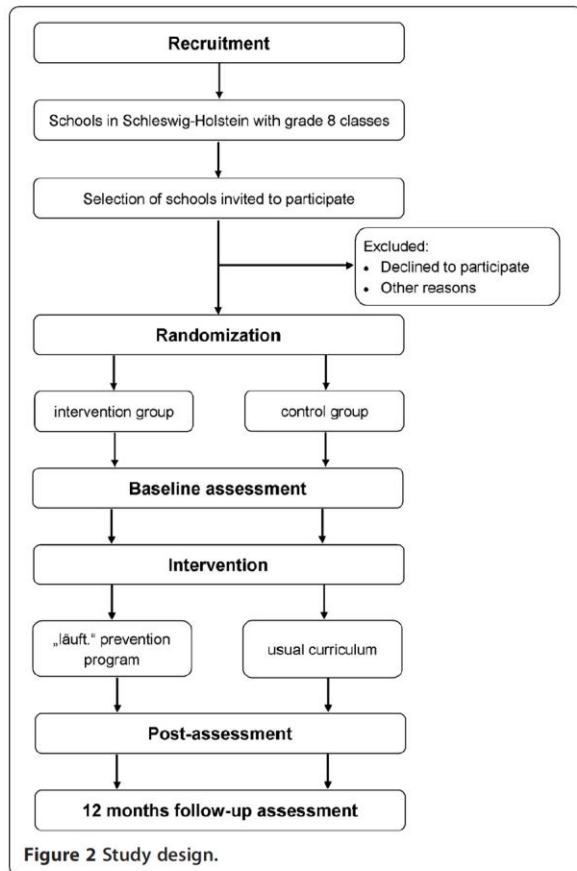 Recruitment
Schools in Schleswig-Holstein with grade 8 classes
Selection of schools invited to participate
Excluded:
• Declined to participate
• Other reasons
Randomization
intervention group
control group
Baseline assessment
Intervention
„läuft.“ prevention
program
usual curriculum
Post-assessment
12 months follow-up assessment
Figure 2 Study design.